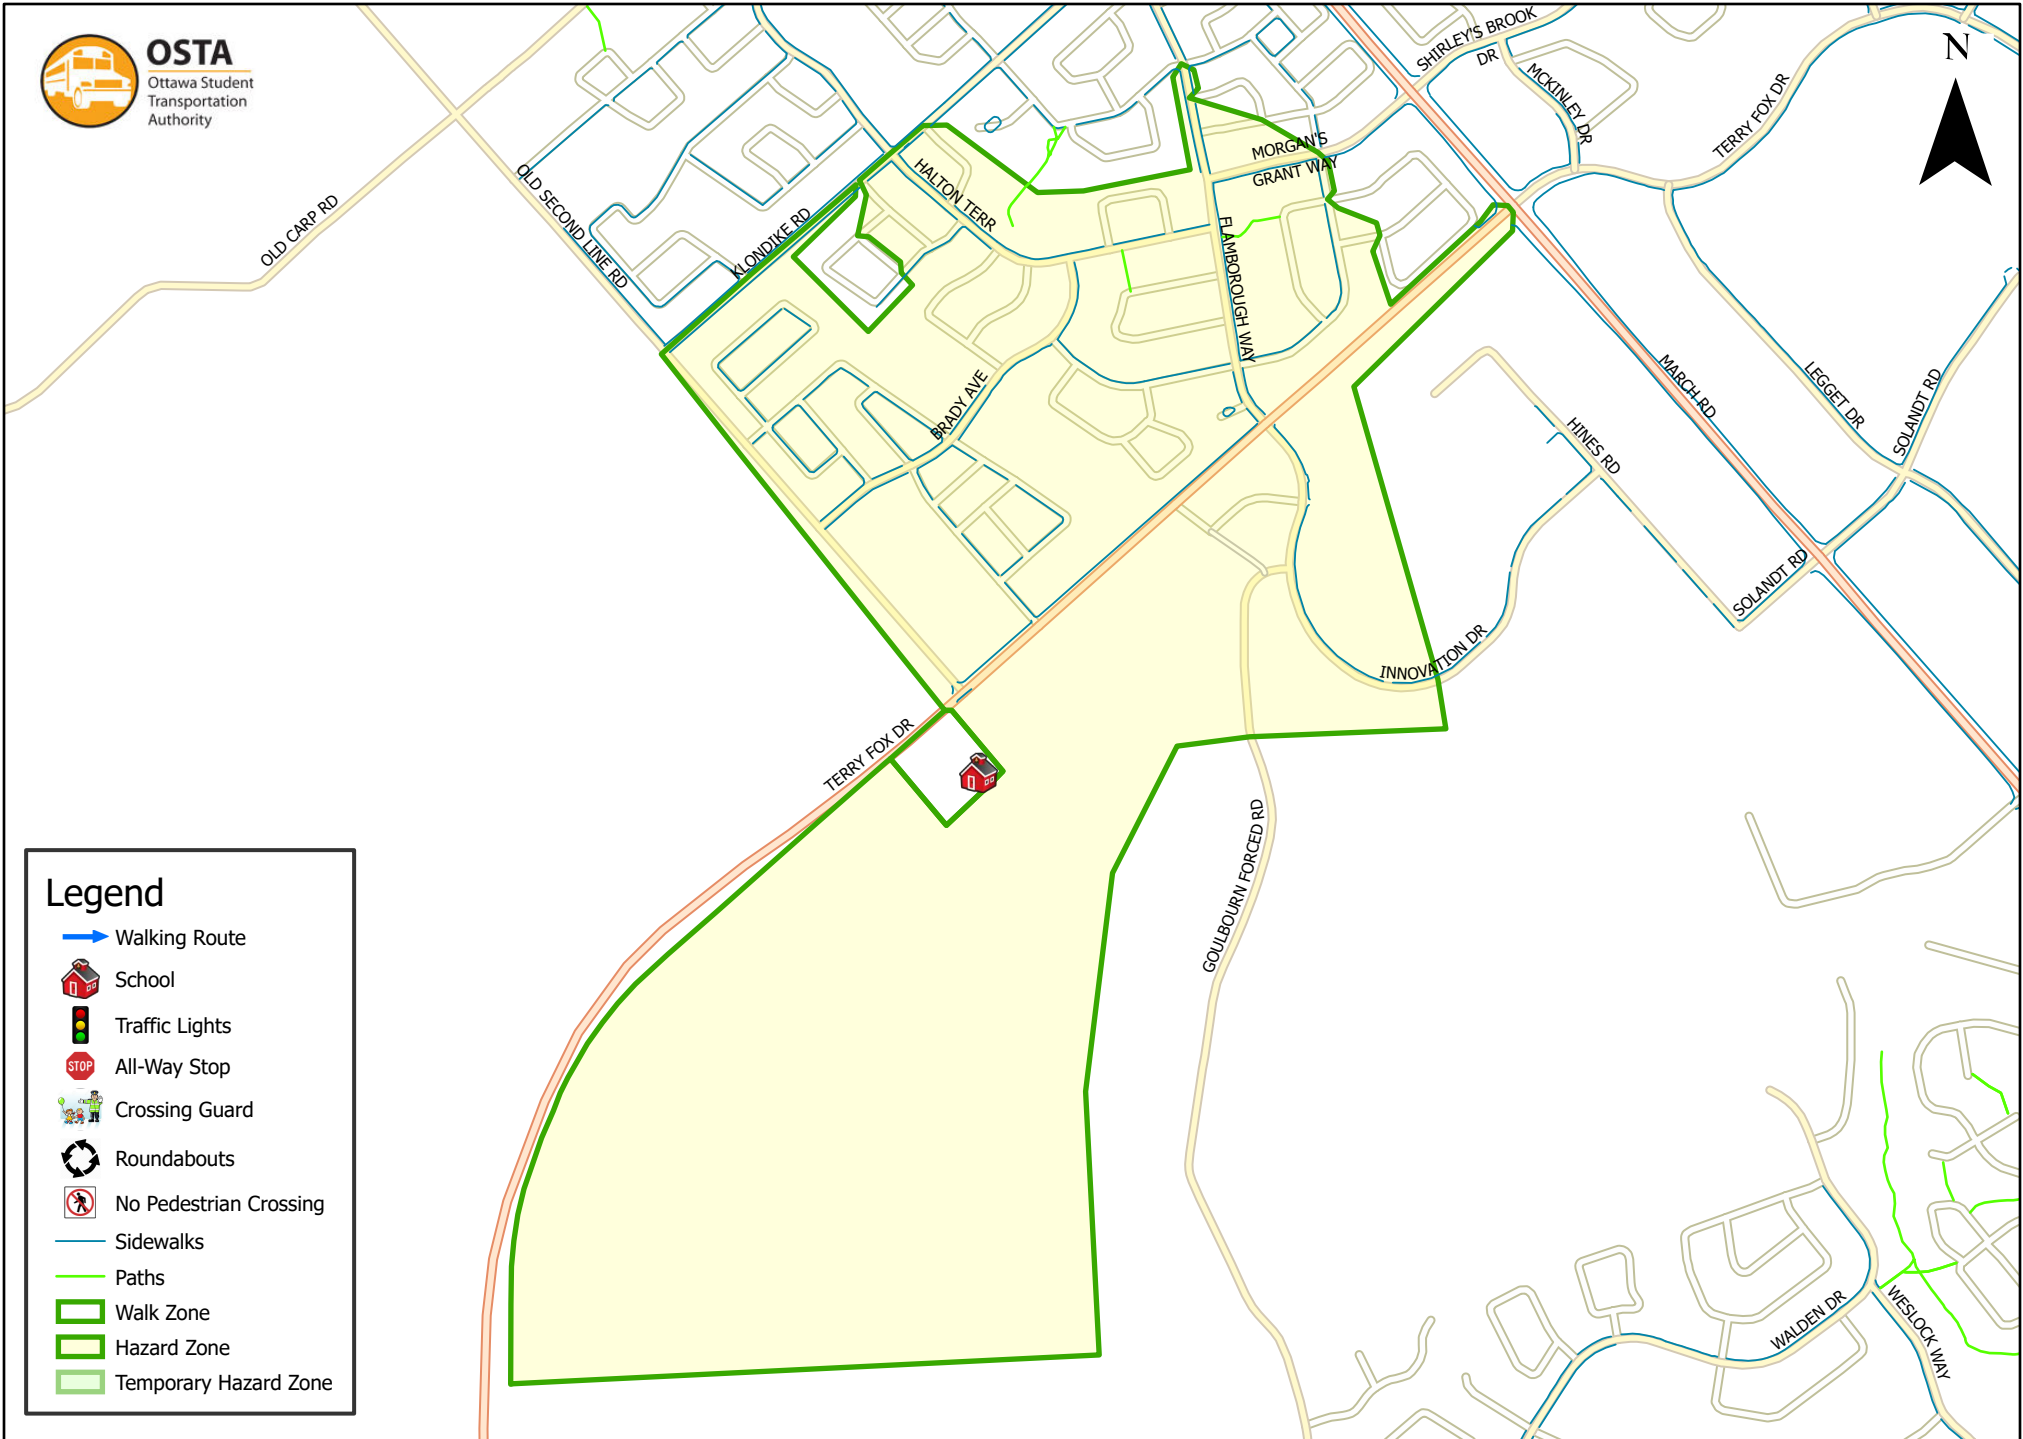 OSTA
Ottawa Student
Transportation
Authority
SHIRLEY'S BROOK
DR
N
MCKINLEY DR
TERRY FOX DR
MORGAN'S
GRANT WAY
HALTON TERR
OLD SECOND LINE RD
OLD CARP RD
KLONDIKE RD
FLAMBOROUGH WAY
BRADY AVE
MARCH RD
LEGGET DR
SOLANDT RD
HINES RD
SOLANDT RD
INNOVATION DR
TERRY FOX DR
GOULBOURN FORCED RD
WALDEN DR
WESLOCK WAY
Legend
Walking Route
School
Traffic Lights
STOP
All-Way Stop
Crossing Guard
Roundabouts
No Pedestrian Crossing
Sidewalks
Paths
Walk Zone
Hazard Zone
Temporary Hazard Zone